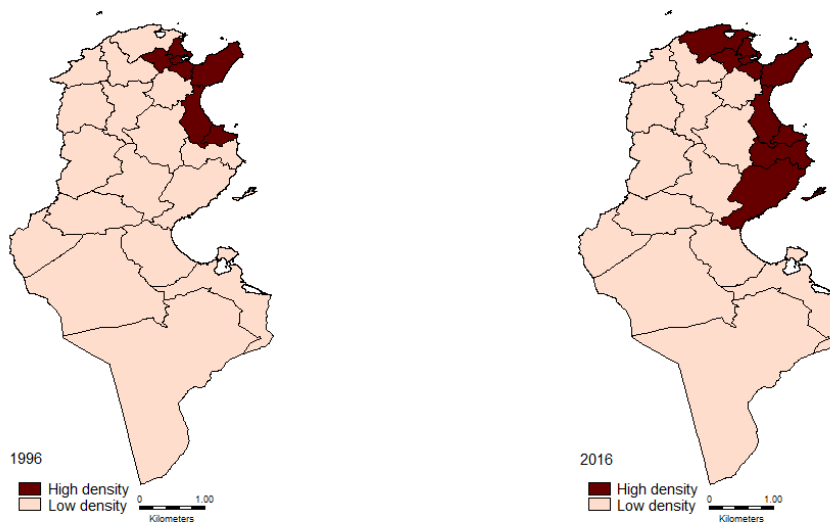 1996
High density
Low density
0 1.00
Kilometers
2016
High density
Low density
0 1.00
Kilometers